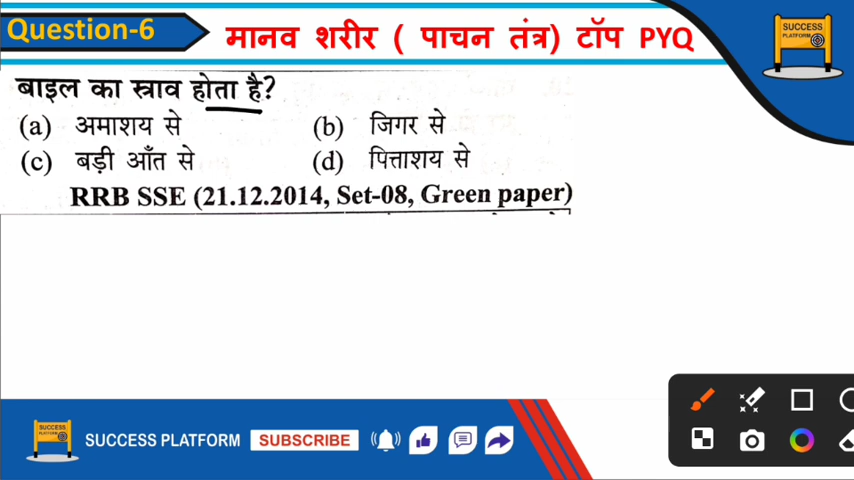 Question-6
मानव शरीर ( पाचन तंत्र) टॉप PYQ
SUCCESS
PLATFORM
बाइल का स्राव होता है?
(a) अमाशय से (b) जिगर से
(c) बड़ी आँत से (d) पित्ताशय से
RRB SSE (21.12.2014, Set-08, Green paper)
SUCCESS
PLATFORM
SUCCESS PLATFORM SUBSCRIBE